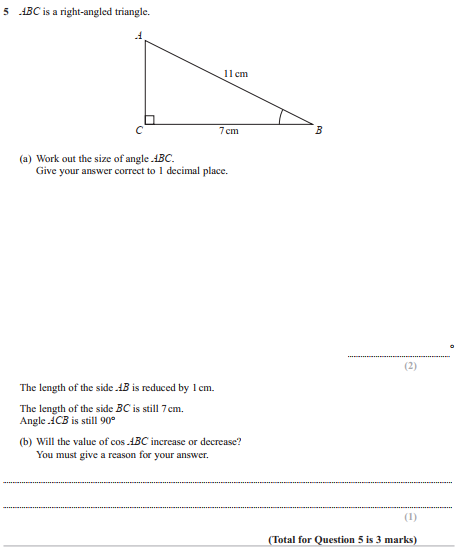 5 ABC is a right-angled triangle.
A
11 cm
C
7 cm
B
(a) Work out the size of angle ABC.
Give your answer correct to 1 decimal place.
°
(2)
The length of the side AB is reduced by 1 cm.
The length of the side BC is still 7 cm.
Angle ACB is still 90°
(b) Will the value of cos ABC increase or decrease?
You must give a reason for your answer.
(1)
(Total for Question 5 is 3 marks)